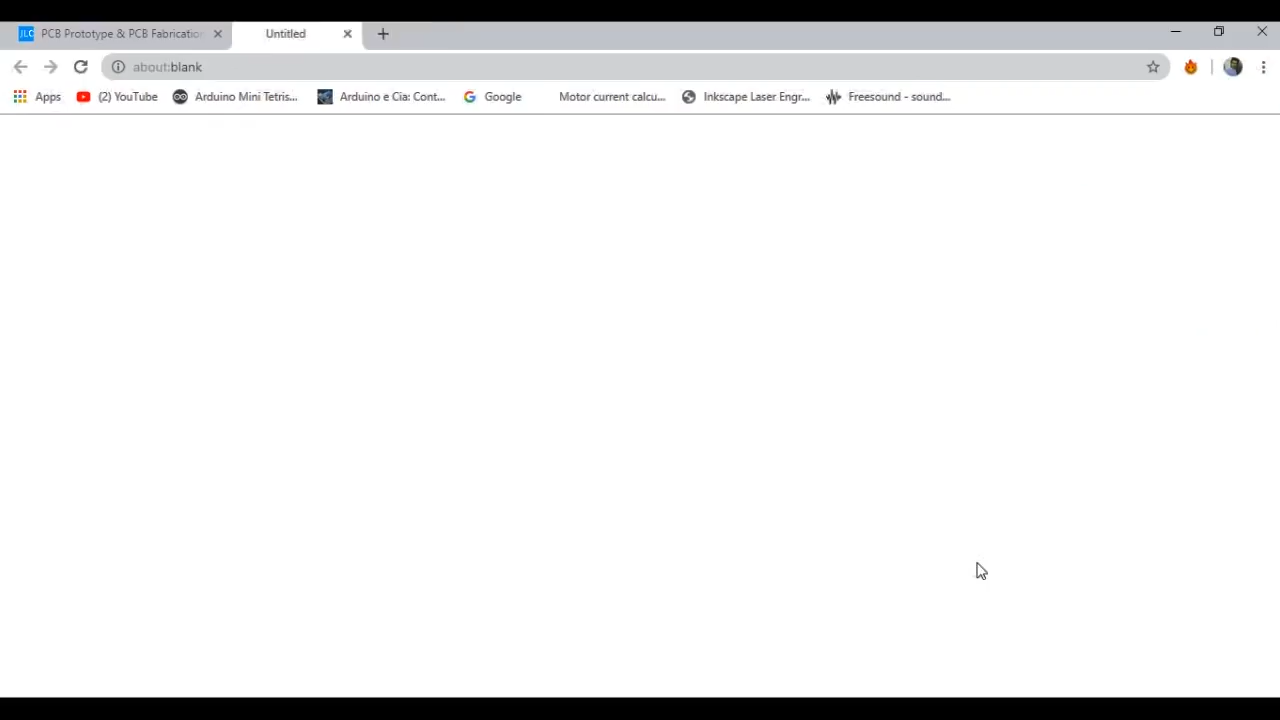 JLC PCB Prototype & PCB Fabricatio Untitled
about:blank
Apps (2) YouTube Arduino Mini Tetris... Arduino e Cia: Cont... Google Motor current calcu... Inkscape Laser Engr... Freesound - sound...